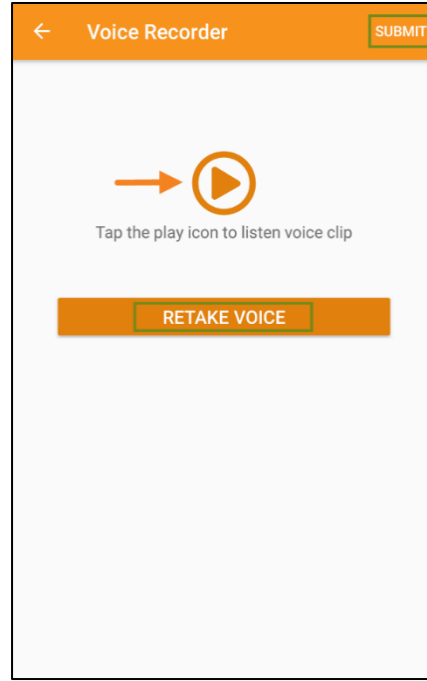 Voice Recorder SUBMIT
Tap the play icon to listen voice clip
RETAKE VOICE